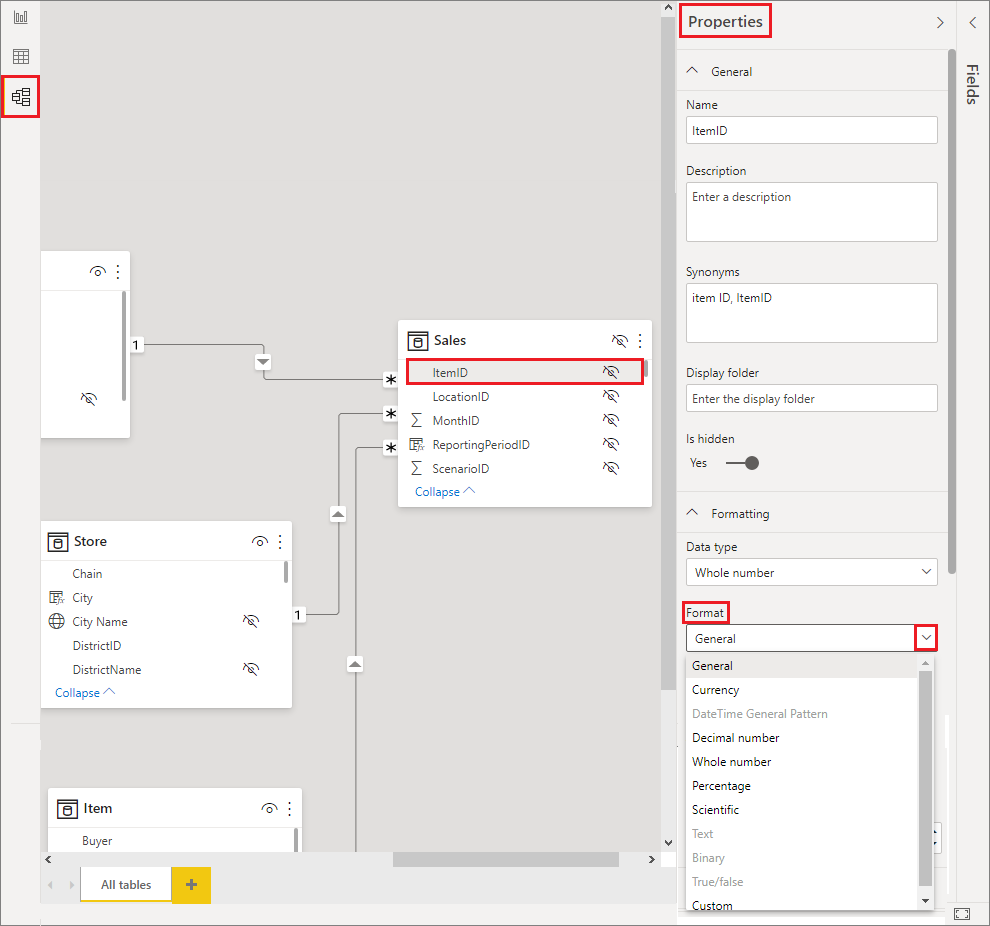 1
Sales
ItemID
*
LocationID
*
MonthID
*
ReportingPeriodID
ScenarioID
Collapse
Store
Chain
City
City Name
1
DistrictID
DistrictName
Collapse
Item
Buyer
All tables
+
Properties
General
Name
ItemID
Description
Enter a description
Synonyms
item ID, ItemID
Display folder
Enter the display folder
Is hidden
Yes
Formatting
Data type
Whole number
Format
General
General
Currency
DateTime General Pattern
Decimal number
Whole number
Percentage
Scientific
Text
Binary
True/false
Custom
Fields